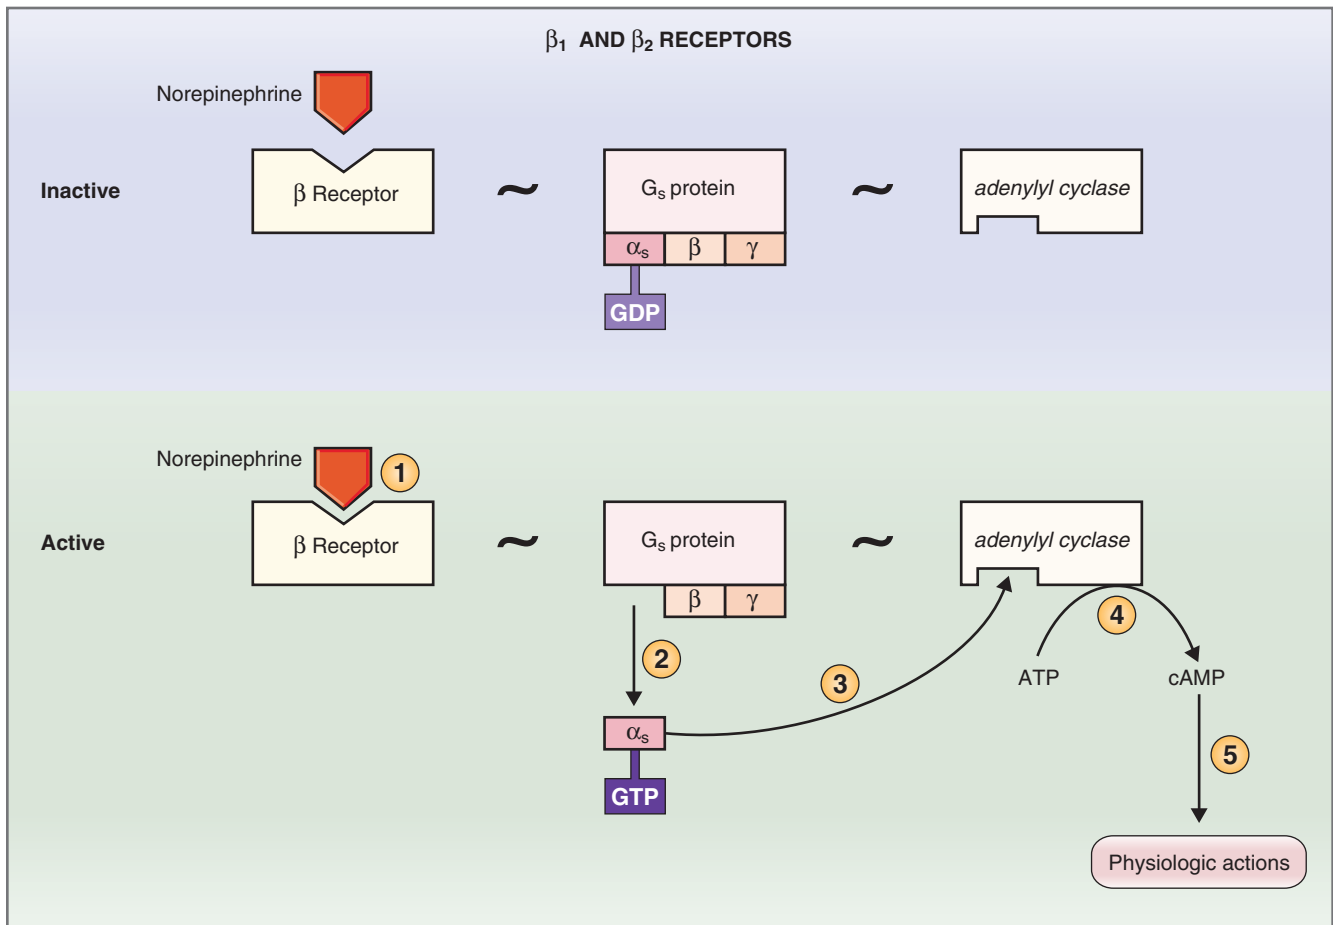 β₁ AND β₂ RECEPTORS
Norepinephrine
Inactive
β Receptor
~
Gₛ protein
~
adenylyl cyclase
αₛ
β
γ
GDP
Norepinephrine
1
Active
β Receptor
~
Gₛ protein
~
adenylyl cyclase
β
γ
2
3
4
ATP
cAMP
αₛ
GTP
5
Physiologic actions